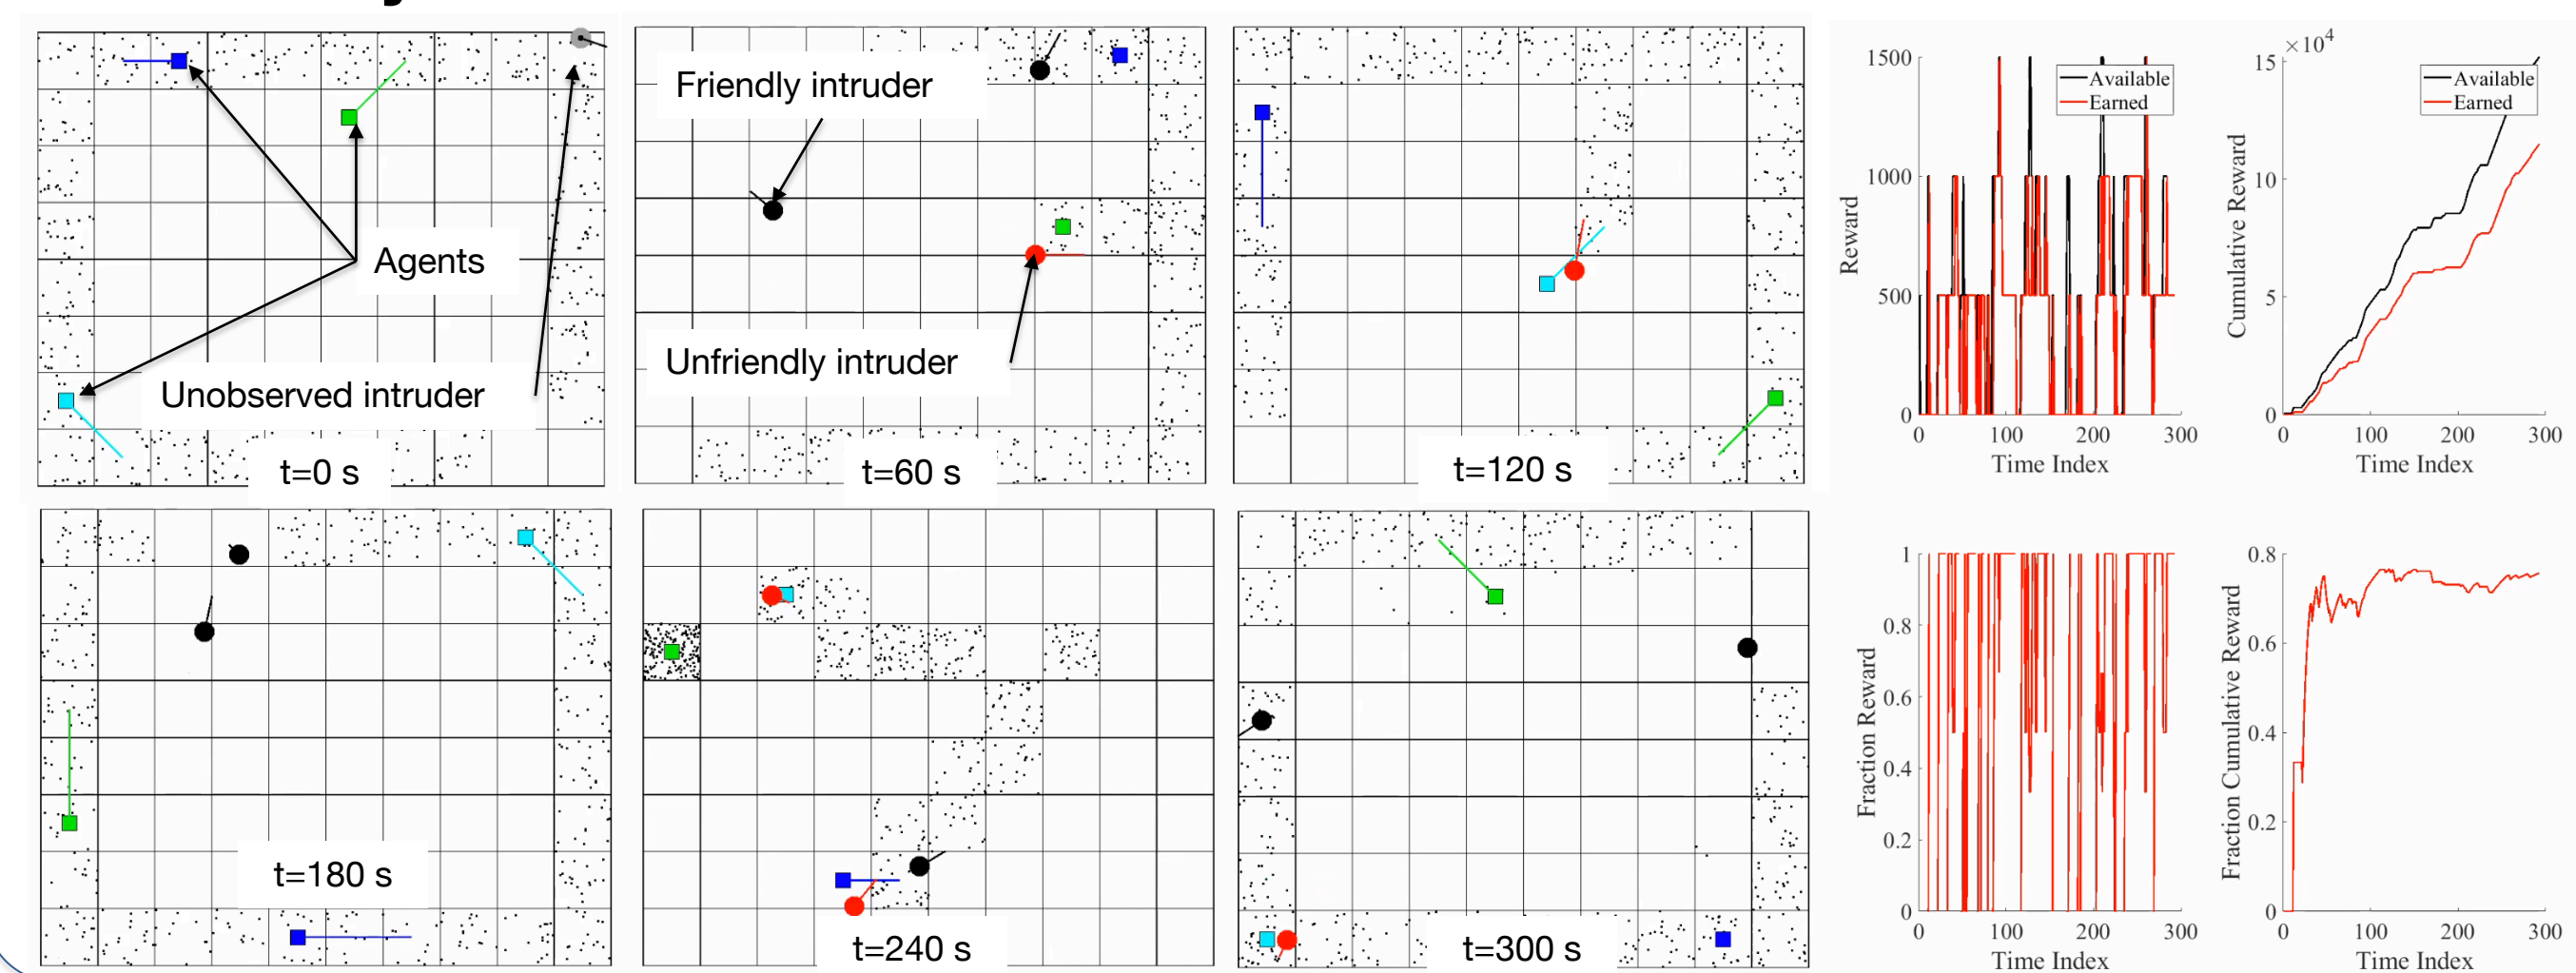 Agents
Unobserved intruder
t=0 s
Friendly intruder
Unfriendly intruder
t=60 s
t=120 s
t=180 s
t=240 s
t=300 s
1500
1000
500
0
0 100 200 300
Reward
Time Index
Available
Earned
×10⁴
15
10
5
0
0 100 200 300
Cumulative Reward
Time Index
Available
Earned
1
0.8
0.6
0.4
0.2
0
0 100 200 300
Fraction Reward
Time Index
0.8
0.6
0.4
0.2
0
0 100 200 300
Fraction Cumulative Reward
Time Index